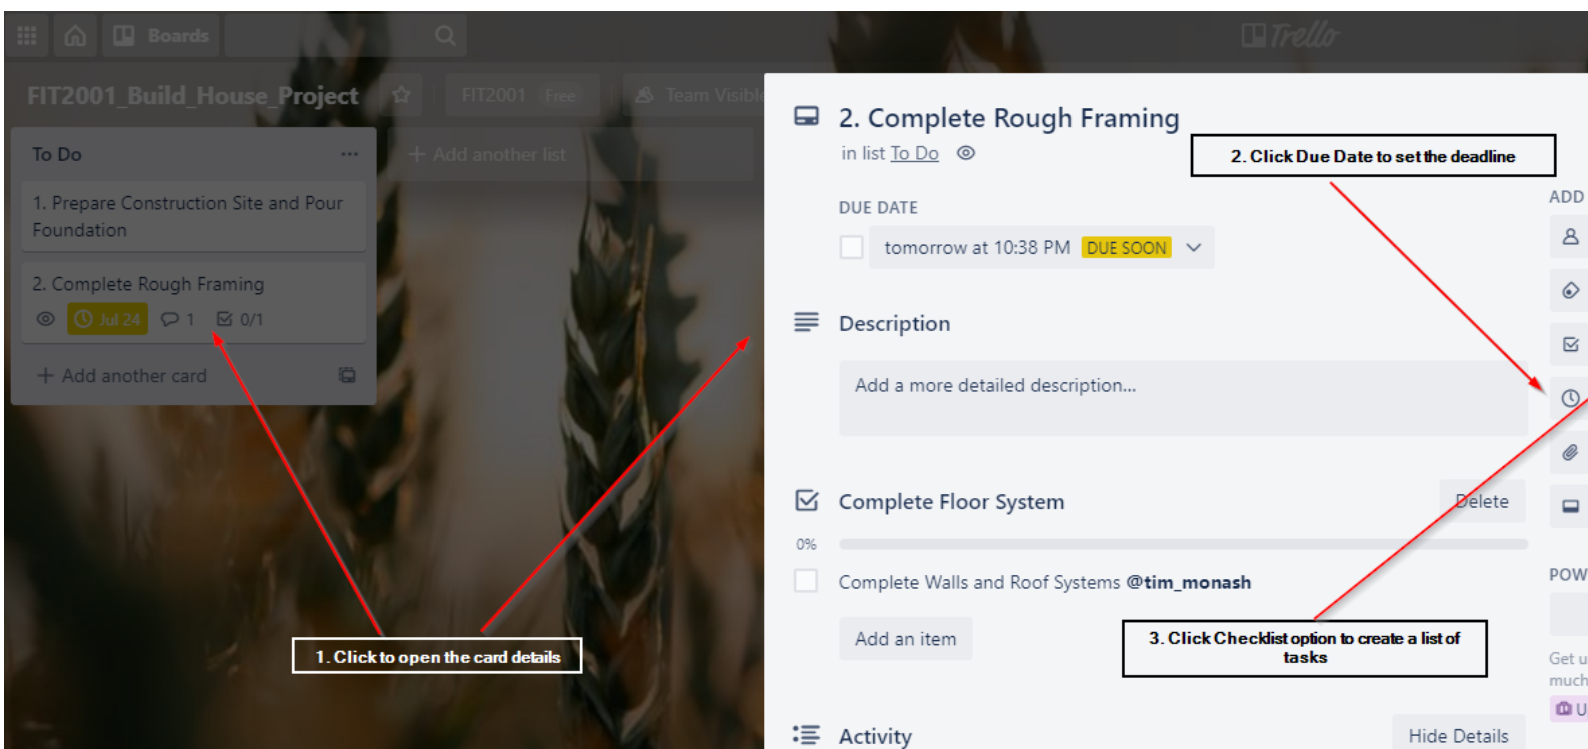 Boards
Trello
FIT2001_Build_House_Project
FIT2001 Free
Team Visible
To Do
...
+ Add another list
1. Prepare Construction Site and Pour
Foundation
2. Complete Rough Framing
Jul 24 1 0/1
+ Add another card
1. Click to open the card details
2. Complete Rough Framing
in list To Do
2. Click Due Date to set the deadline
DUE DATE
tomorrow at 10:38 PM DUE SOON
ADD
Description
Add a more detailed description...
Complete Floor System
Delete
0%
Complete Walls and Roof Systems @tim_monash
Add an item
3. Click Checklist option to create a list of
tasks
POW
Get u
much
U
Activity
Hide Details